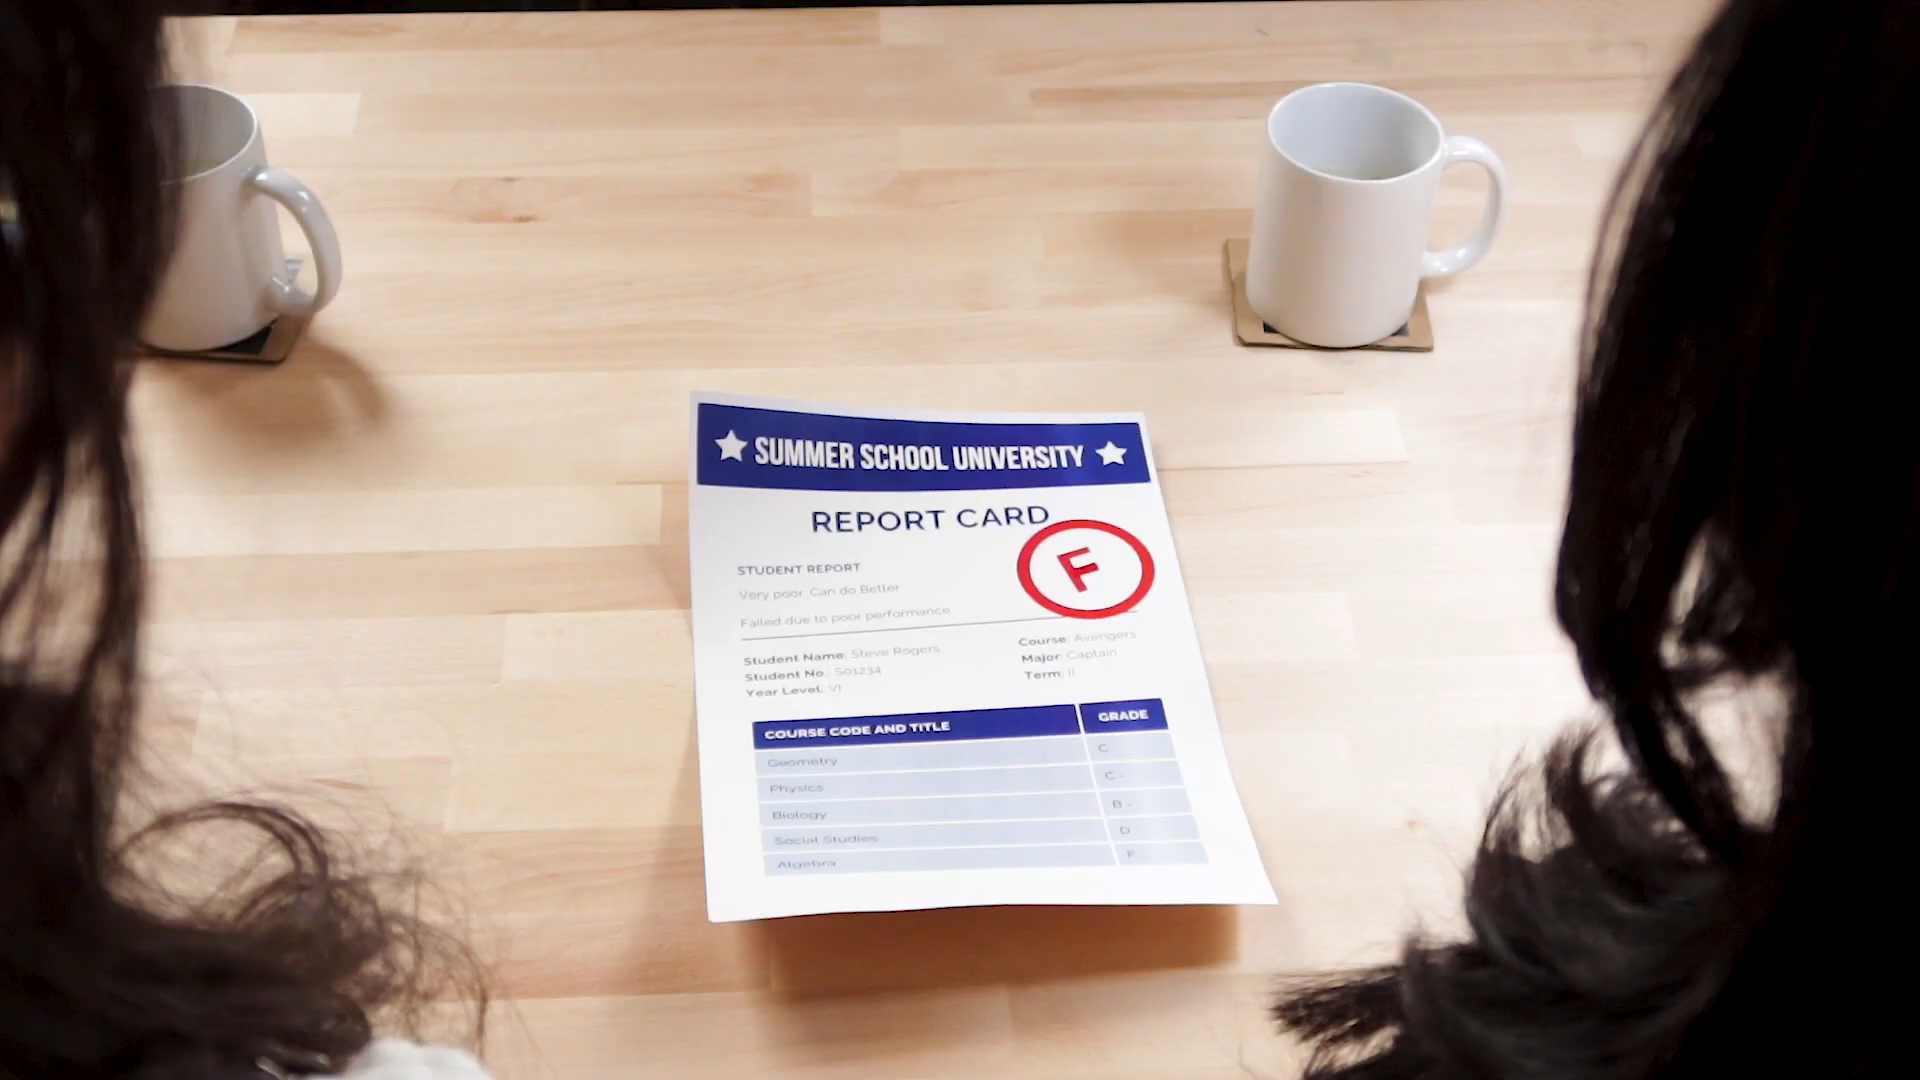 SUMMER SCHOOL UNIVERSITY
REPORT CARD
F
STUDENT REPORT
Very poor. Can do Better
Failed due to poor performance
Student Name: Steve Rogers
Student No.: S01234
Year Level: VI
Course: Avengers
Major: Captain
Term: II
COURSE CODE AND TITLE GRADE
Geometry C
Physics C -
Biology B -
Social Studies D
Algebra F